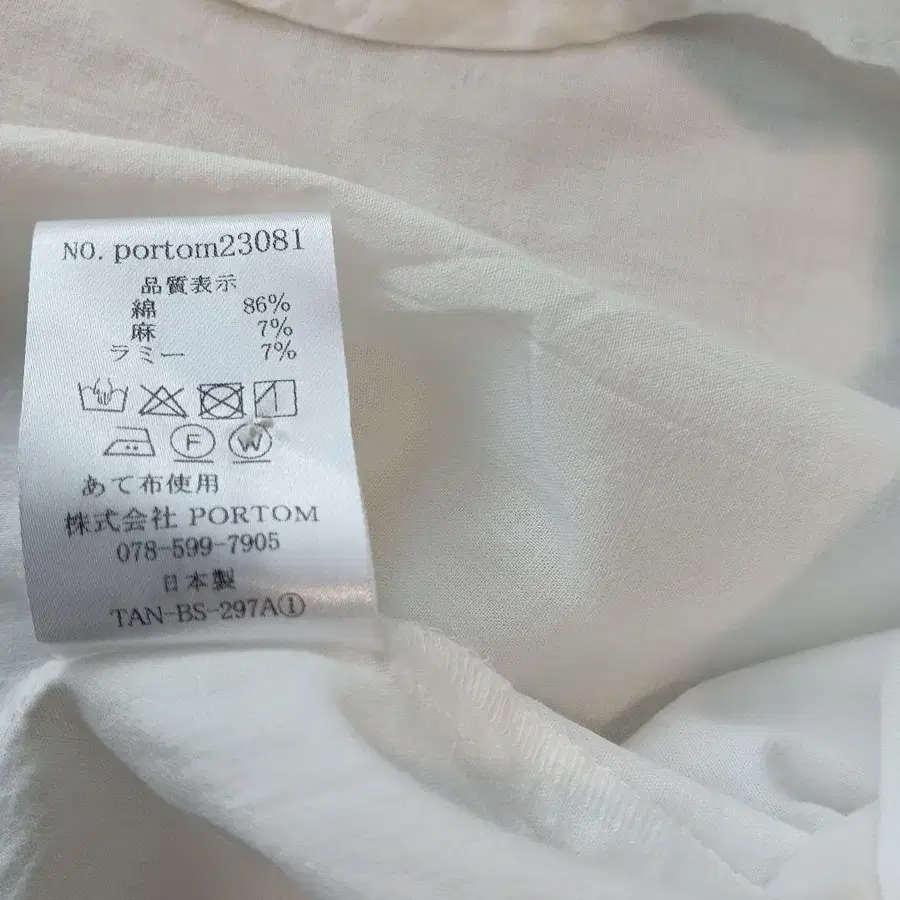 NO. portom23081
品質表示
綿 86%
麻 7%
ラミー 7%
F W
あて布使用
株式会社 PORTOM
078-599-7905
日本製
TAN-BS-297A①